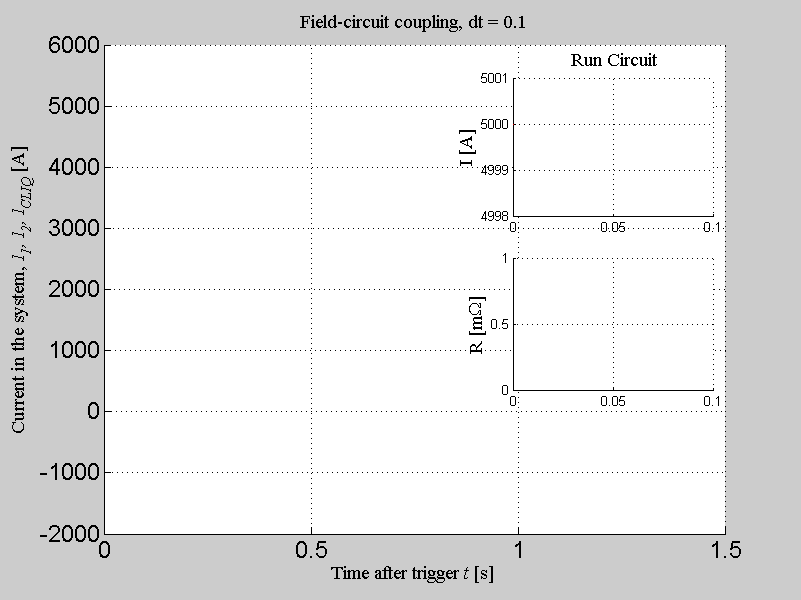 Field-circuit coupling, dt = 0.1
6000
5000
4000
3000
2000
1000
0
-1000
-2000
0 0.5 1 1.5
Time after trigger t [s]
Current in the system, I1, I2, ICLIQ [A]
Run Circuit
5001
5000
4999
4998
0 0.05 0.1
I [A]
1
0.5
0
0 0.05 0.1
R [mΩ]